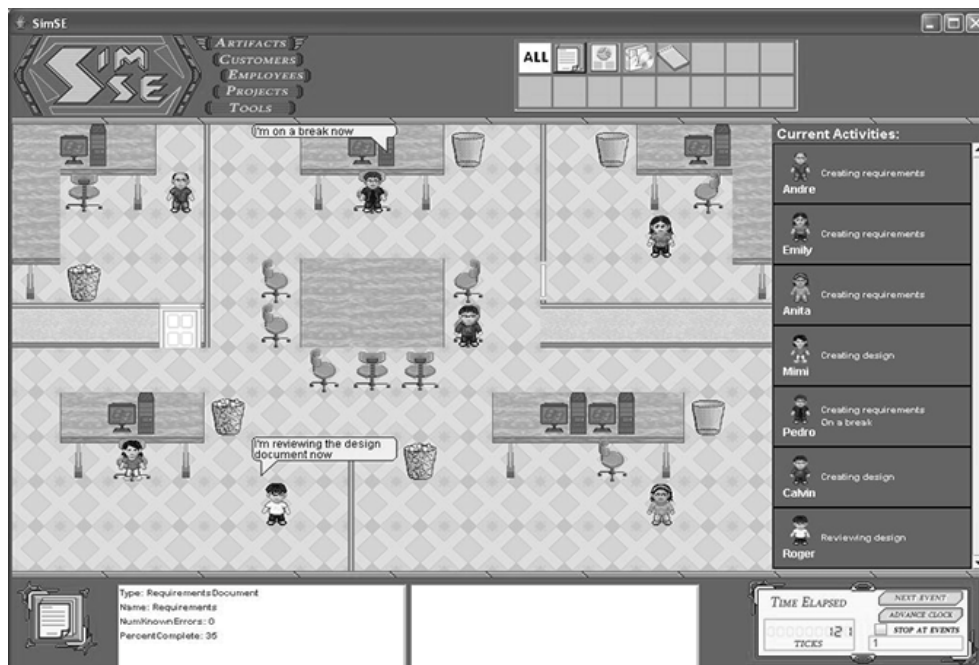 SimSE
SIM
SE
ARTIFACTS
CUSTOMERS
EMPLOYEES
PROJECTS
TOOLS
ALL
I'm on a break now
I'm reviewing the design
document now
Current Activities:
Creating requirements
Andre
Creating requirements
Emily
Creating requirements
Anita
Creating design
Mimi
Creating requirements
On a break
Pedro
Creating design
Calvin
Reviewing design
Roger
Type: RequirementsDocument
Name: Requirements
NumKnownErrors: 0
PercentComplete: 35
TIME ELAPSED
121
TICKS
NEXT EVENT
ADVANCE CLOCK
STOP AT EVENTS
1